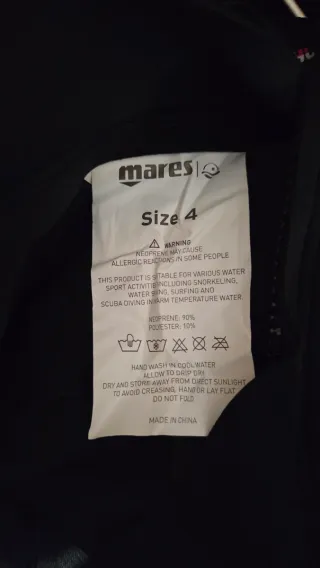 mares
Size 4
WARNING
NEOPRENE MAY CAUSE
ALLERGIC REACTIONS IN SOME PEOPLE
THIS PRODUCT IS SUITABLE FOR VARIOUS WATER
SPORT ACTIVITIES INCLUDING SNORKELING,
WATER SKIING, SURFING AND
SCUBA DIVING IN WARM TEMPERATURE WATER.
NEOPRENE: 90%
POLYESTER: 10%
HAND WASH IN COOL WATER
ALLOW TO DRIP DRY
DRY AND STORE AWAY FROM DIRECT SUNLIGHT
TO AVOID CREASING, HANG OR LAY FLAT
DO NOT FOLD
MADE IN CHINA